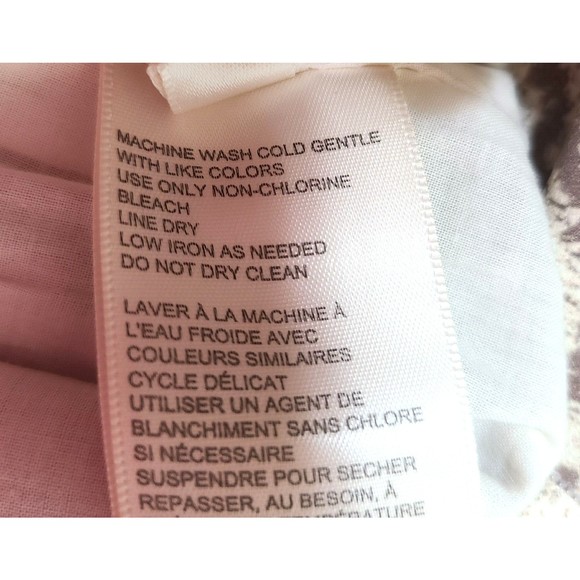 MACHINE WASH COLD GENTLE
WITH LIKE COLORS
USE ONLY NON-CHLORINE
BLEACH
LINE DRY
LOW IRON AS NEEDED
DO NOT DRY CLEAN
LAVER À LA MACHINE À
L'EAU FROIDE AVEC
COULEURS SIMILAIRES
CYCLE DÉLICAT
UTILISER UN AGENT DE
BLANCHIMENT SANS CHLORE
SI NÉCESSAIRE
SUSPENDRE POUR SECHER
REPASSER, AU BESOIN, À
TEMPÉRATURE